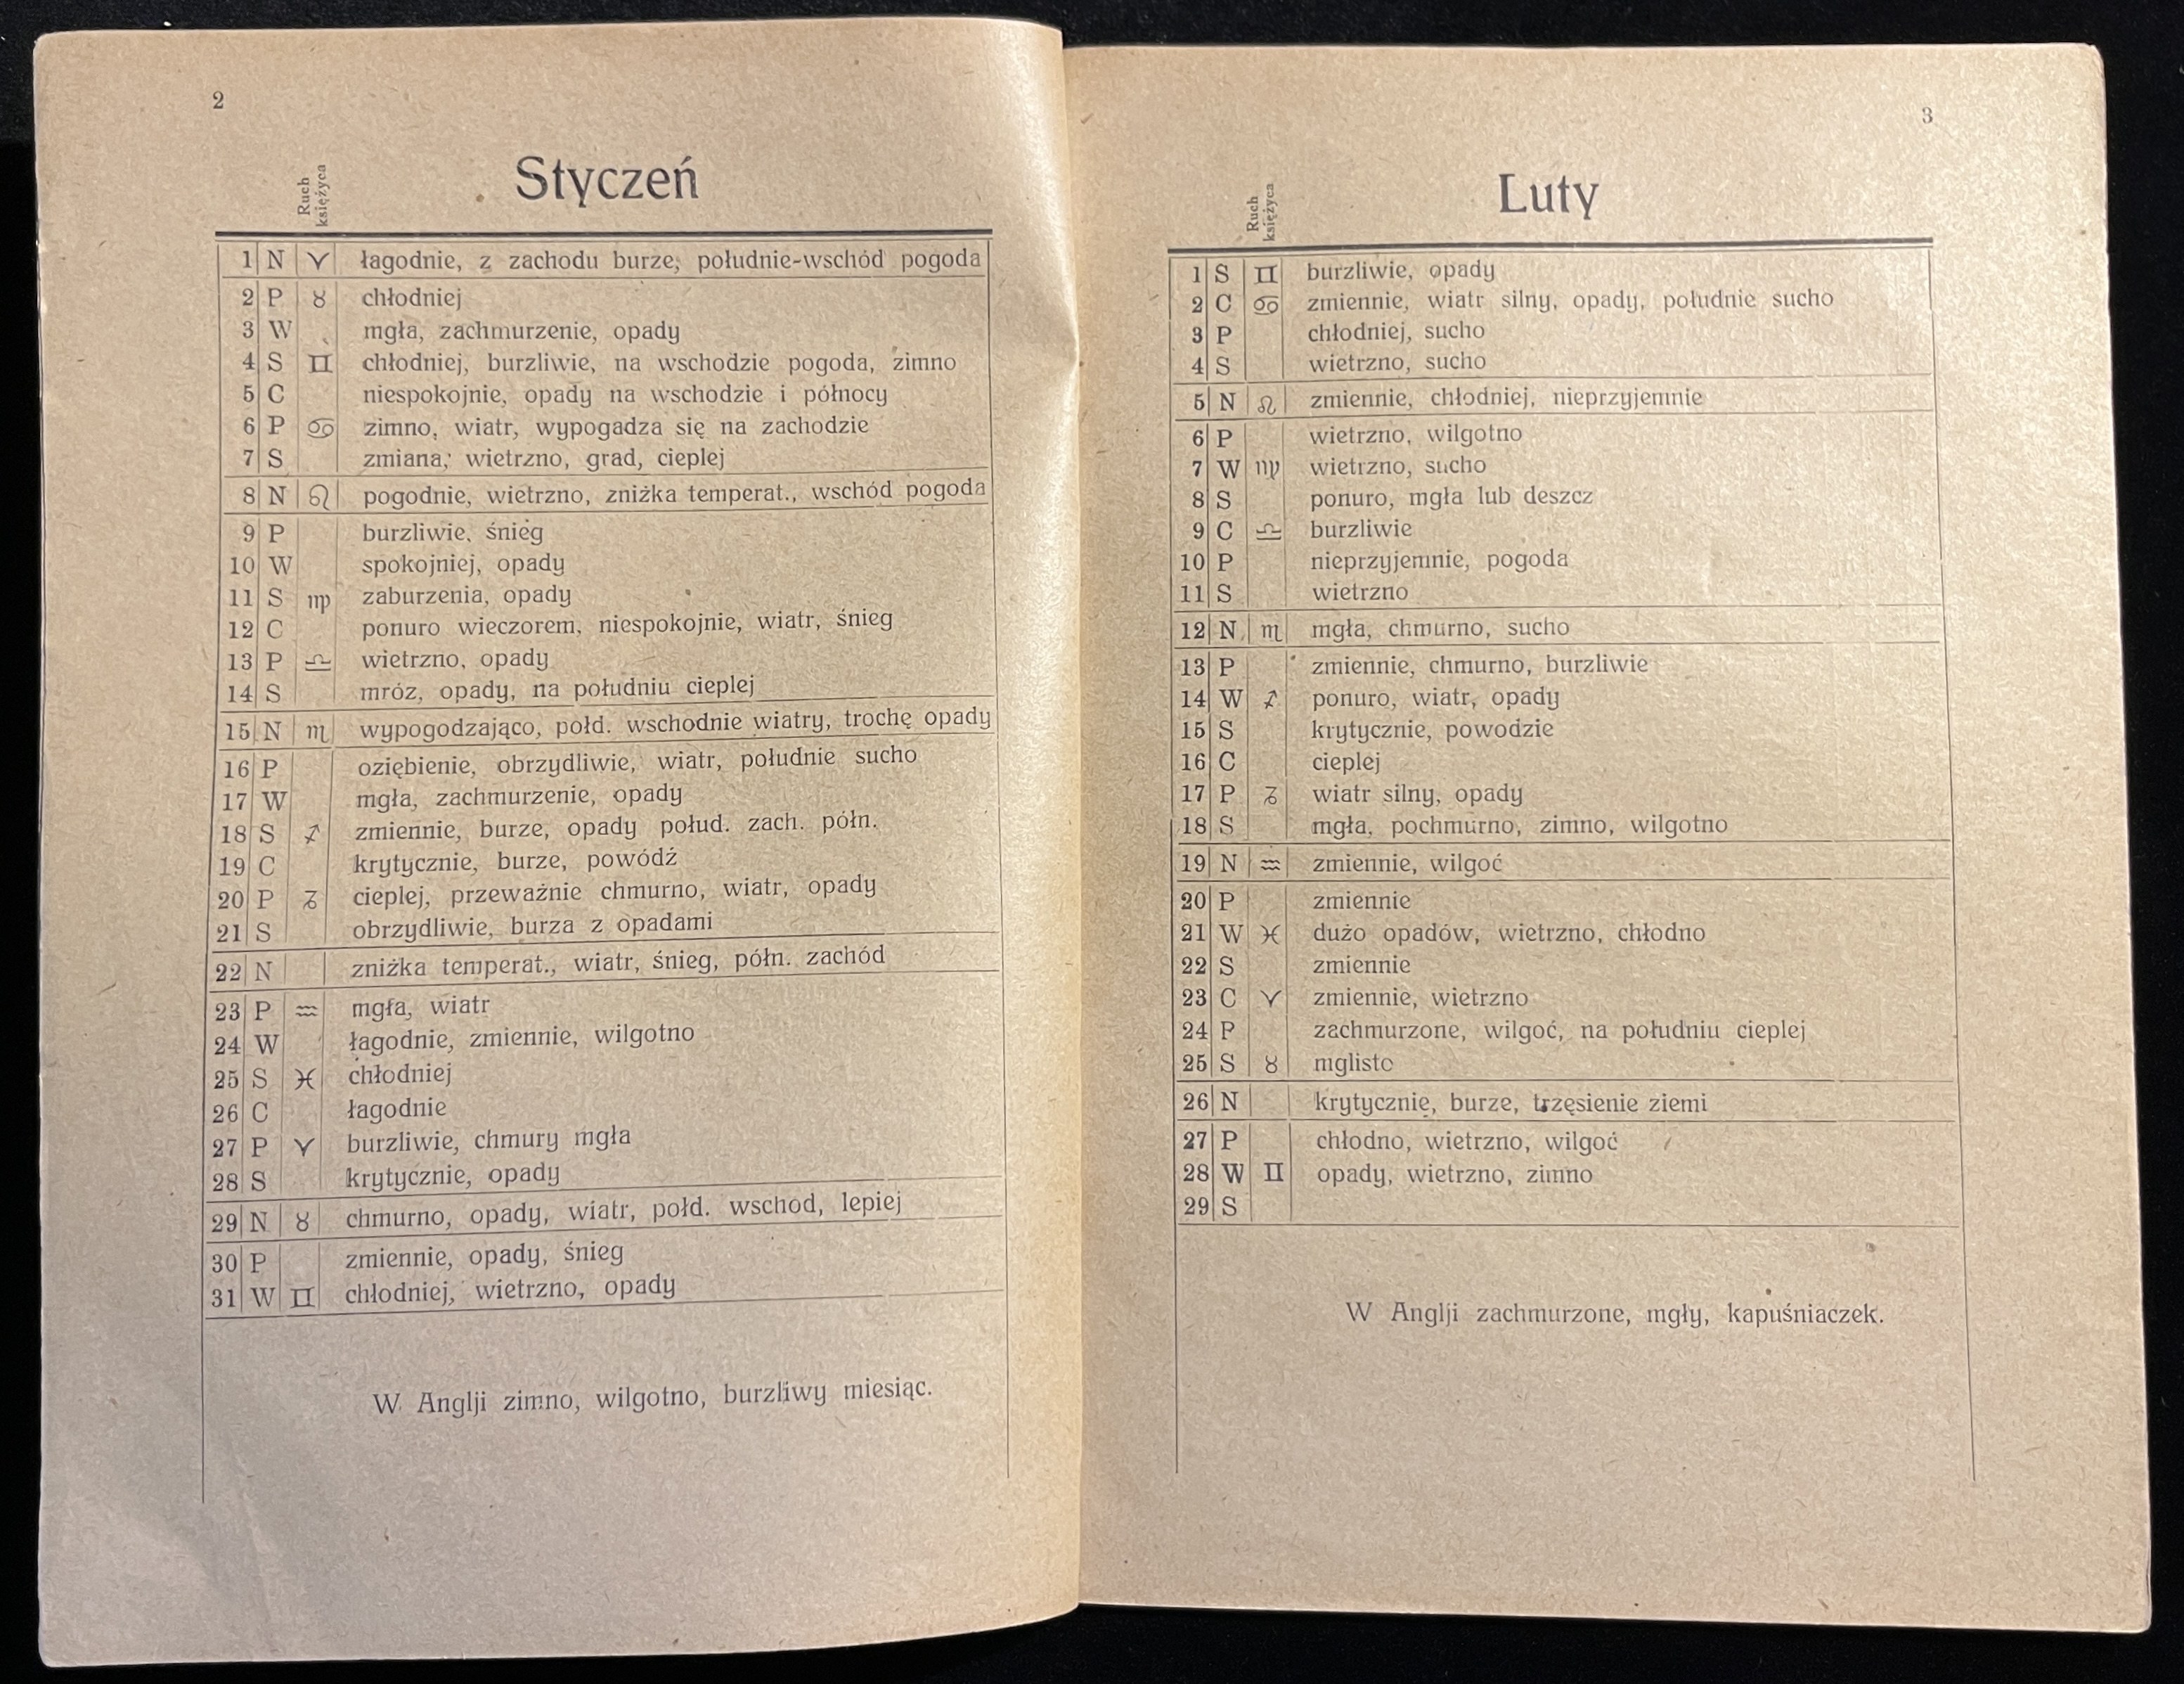 2
Styczeń
Ruch
księżyca
1 N ♈ łagodnie, z zachodu burze, południe-wschód pogoda
2 P ♉ chłodniej
3 W mgła, zachmurzenie, opady
4 S ♊ chłodniej, burzliwie, na wschodzie pogoda, zimno
5 C niespokojnie, opady na wschodzie i północy
6 P ♋ zimno, wiatr, wypogadza się na zachodzie
7 S zmiana, wietrzno, grad, cieplej
8 N ♌ pogodnie, wietrzno, zniżka temperat., wschód pogoda
9 P burzliwie, śnieg
10 W spokojniej, opady
11 S ♍ zaburzenia, opady
12 C ponuro wieczorem, niespokojnie, wiatr, śnieg
13 P ♎ wietrzno, opady
14 S mróz, opady, na południu cieplej
15 N ♏ wypogodzająco, połd. wschodnie wiatry, trochę opady
16 P oziębienie, obrzydliwie, wiatr, południe sucho
17 W mgła, zachmurzenie, opady
18 S ♐ zmiennie, burze, opady połud. zach. półn.
19 C krytycznie, burze, powódź
20 P ♑ cieplej, przeważnie chmurno, wiatr, opady
21 S obrzydliwie, burza z opadami
22 N zniżka temperat., wiatr, śnieg, półn. zachód
23 P ♒ mgła, wiatr
24 W łagodnie, zmiennie, wilgotno
25 S ♓ chłodniej
26 C łagodnie
27 P ♈ burzliwie, chmury mgła
28 S krytycznie, opady
29 N ♉ chmurno, opady, wiatr, połd. wschod, lepiej
30 P zmiennie, opady, śnieg
31 W ♊ chłodniej, wietrzno, opady
W Anglji zimno, wilgotno, burzliwy miesiąc.
3
Luty
Ruch
księżyca
1 S ♊ burzliwie, opady
2 C ♋ zmiennie, wiatr silny, opady, południe sucho
3 P chłodniej, sucho
4 S wietrzno, sucho
5 N ♌ zmiennie, chłodniej, nieprzyjemnie
6 P wietrzno, wilgotno
7 W ♍ wietrzno, sucho
8 S ponuro, mgła lub deszcz
9 C ♎ burzliwie
10 P nieprzyjemnie, pogoda
11 S wietrzno
12 N ♏ mgła, chmurno, sucho
13 P zmiennie, chmurno, burzliwie
14 W ♐ ponuro, wiatr, opady
15 S krytycznie, powodzie
16 C cieplej
17 P ♑ wiatr silny, opady
18 S mgła, pochmurno, zimno, wilgotno
19 N ♒ zmiennie, wilgoć
20 P zmiennie
21 W ♓ dużo opadów, wietrzno, chłodno
22 S zmiennie
23 C ♈ zmiennie, wietrzno
24 P zachmurzone, wilgoć, na południu cieplej
25 S ♉ mglisto
26 N krytycznie, burze, trzęsienie ziemi
27 P chłodno, wietrzno, wilgoć
28 W ♊ opady, wietrzno, zimno
29 S
W Anglji zachmurzone, mgły, kapuśniaczek.